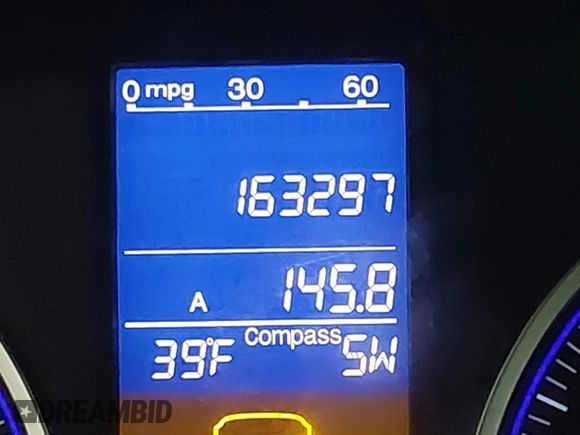 0 mpg 30 60
163297
A 145.8
39°F Compass SW
DREAMBID